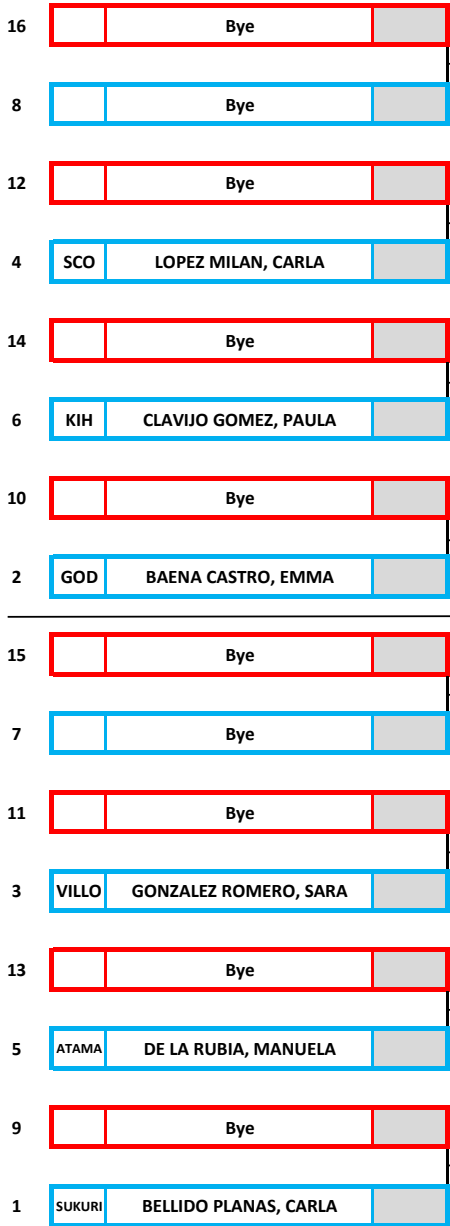 16 Bye
8 Bye
12 Bye
4 SCO LOPEZ MILAN, CARLA
14 Bye
6 KIH CLAVIJO GOMEZ, PAULA
10 Bye
2 GOD BAENA CASTRO, EMMA
15 Bye
7 Bye
11 Bye
3 VILLO GONZALEZ ROMERO, SARA
13 Bye
5 ATAMA DE LA RUBIA, MANUELA
9 Bye
1 SUKURI BELLIDO PLANAS, CARLA